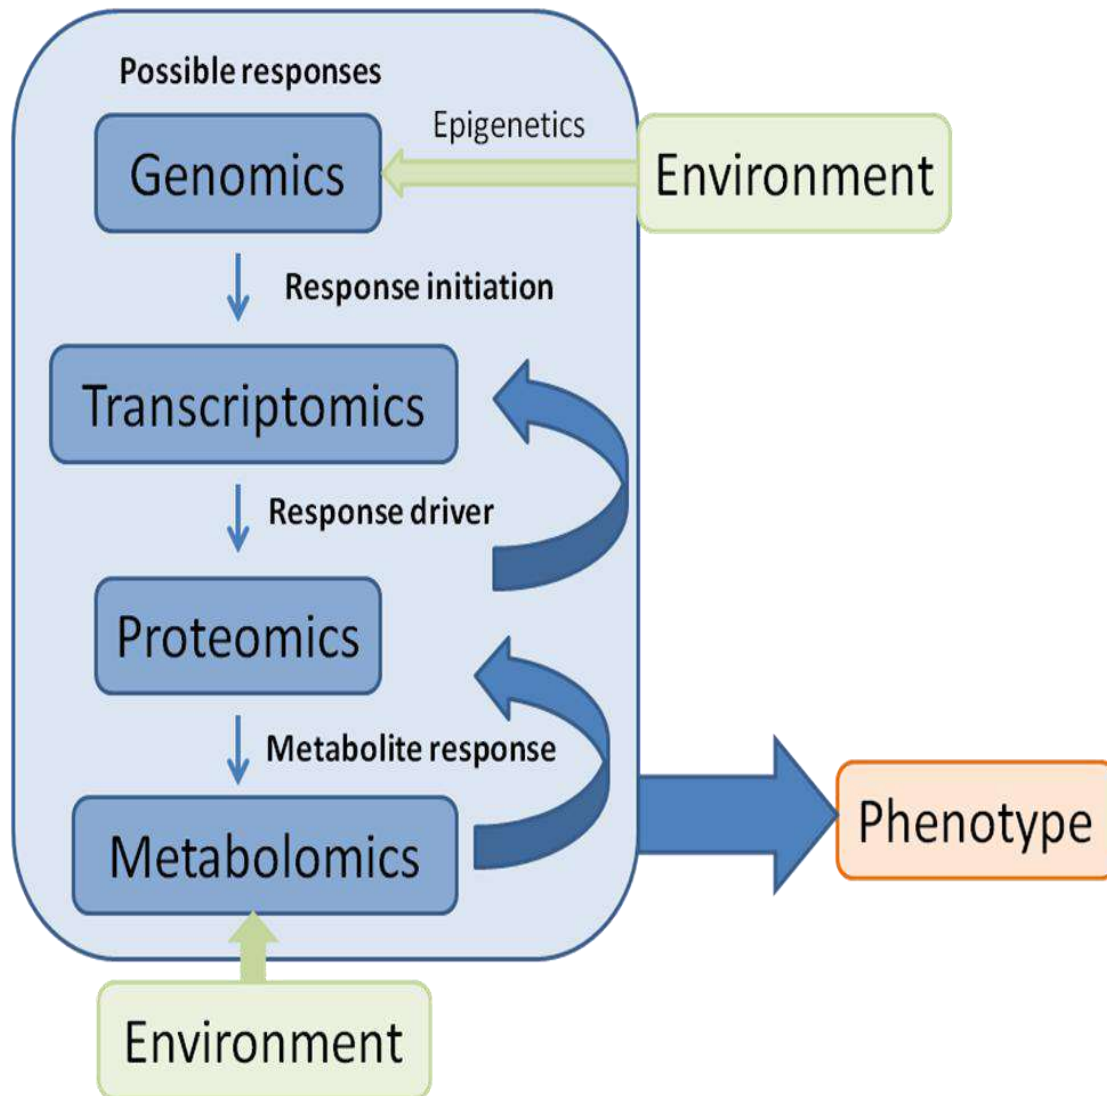 Possible responses
Epigenetics
Genomics
Environment
Response initiation
Transcriptomics
Response driver
Proteomics
Metabolite response
Metabolomics
Phenotype
Environment